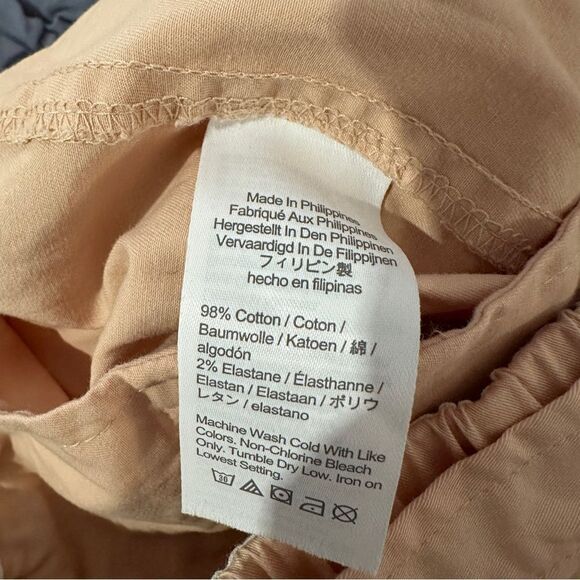 Made In Philippines
Fabriqué Aux Philippines
Hergestellt In Den Philippinen
Vervaardigd In De Filippijnen
フィリピン製
hecho en filipinas
98% Cotton / Coton /
Baumwolle / Katoen / 綿 /
algodón
2% Elastane / Élasthanne /
Elastan / Elastaan / ポリウ
レタン / elastano
Machine Wash Cold With Like
Colors. Non-Chlorine Bleach
Only. Tumble Dry Low. Iron on
Lowest Setting.
30